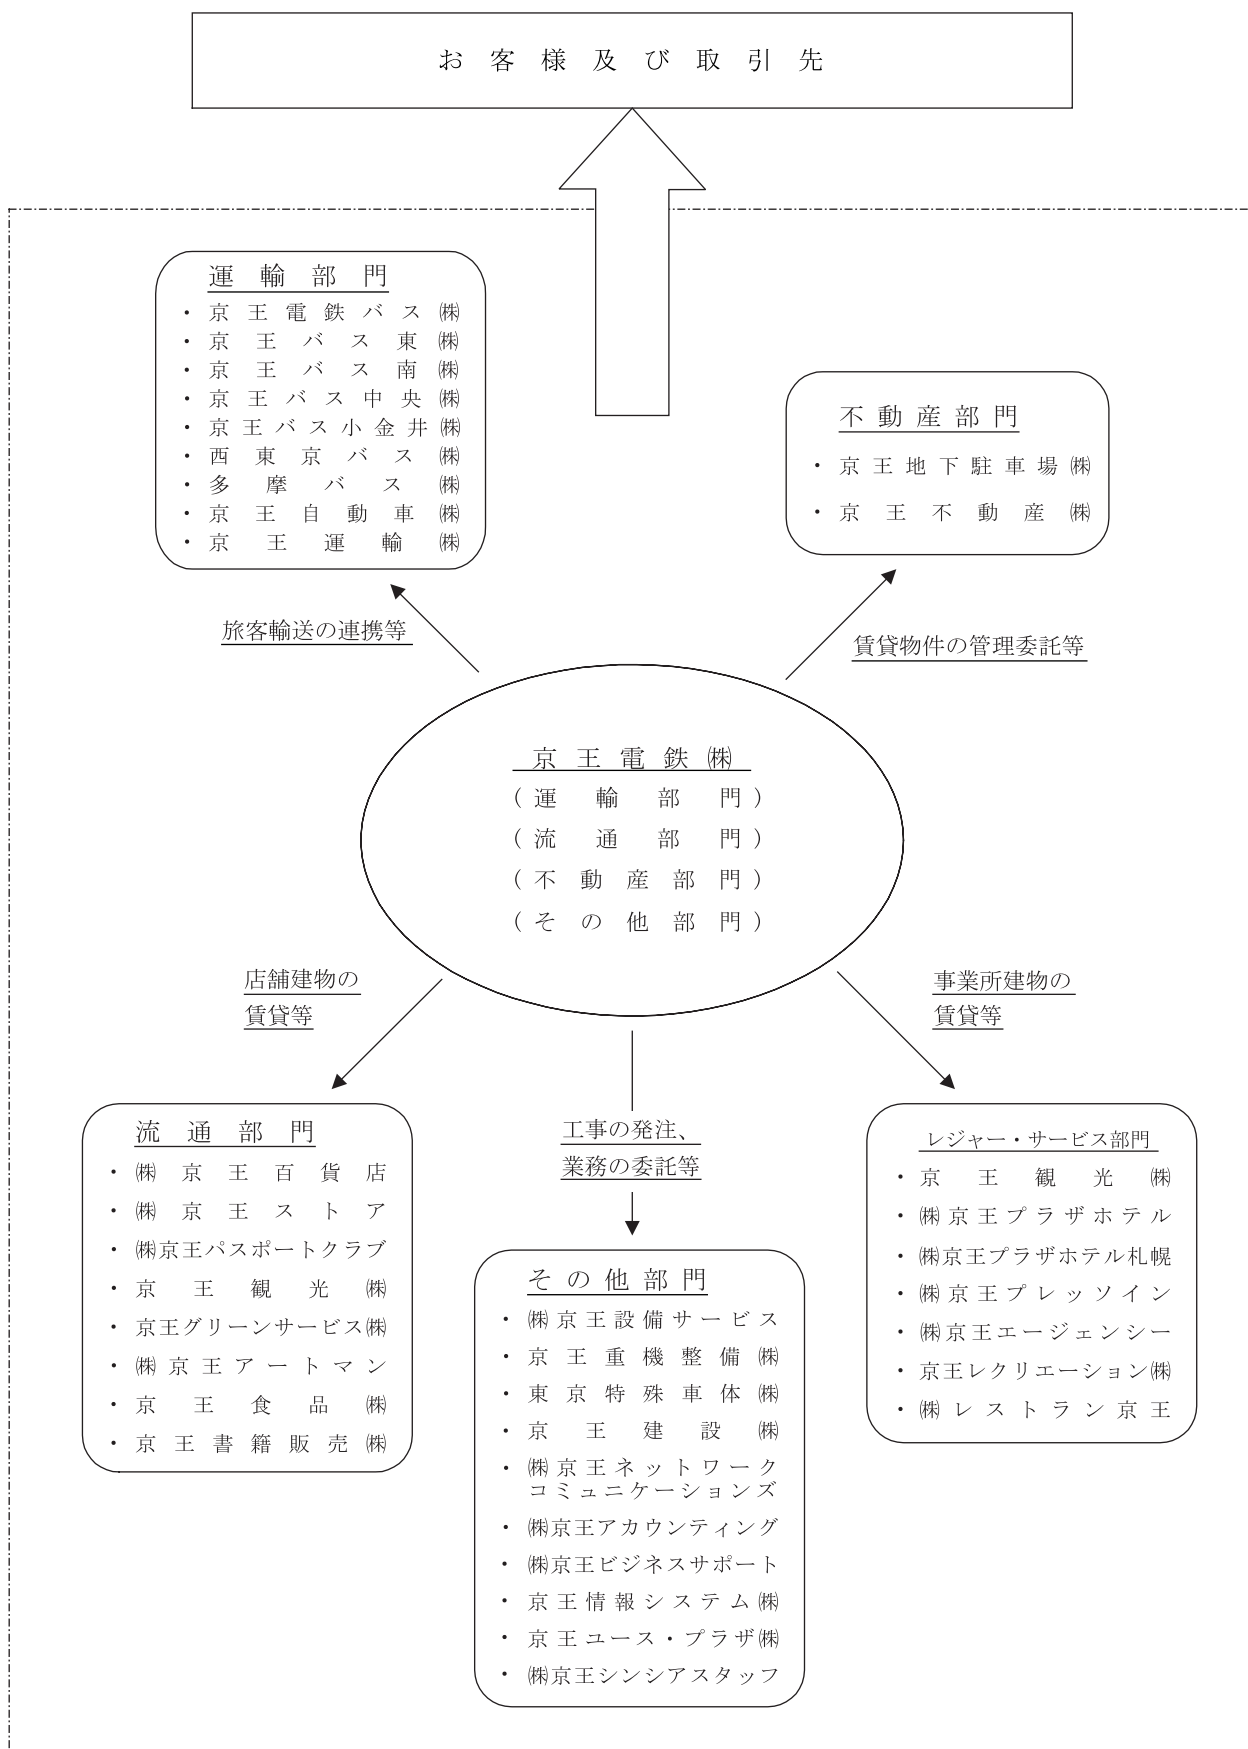 お客様及び取引先
運輸部門
・京王電鉄バス㈱
・京王バス東㈱
・京王バス南㈱
・京王バス中央㈱
・京王バス小金井㈱
・西東京バス㈱
・多摩バス㈱
・京王自動車㈱
・京王運輸㈱
不動産部門
・京王地下駐車場㈱
・京王不動産㈱
旅客輸送の連携等
賃貸物件の管理委託等
京王電鉄㈱
(運輸部門)
(流通部門)
(不動産部門)
(その他部門)
店舗建物の
賃貸等
事業所建物の
賃貸等
工事の発注、
業務の委託等
流通部門
・㈱京王百貨店
・㈱京王ストア
・㈱京王パスポートクラブ
・京王観光㈱
・京王グリーンサービス㈱
・㈱京王アートマン
・京王食品㈱
・京王書籍販売㈱
その他部門
・㈱京王設備サービス
・京王重機整備㈱
・東京特殊車体㈱
・京王建設㈱
・㈱京王ネットワーク
コミュニケーションズ
・㈱京王アカウンティング
・㈱京王ビジネスサポート
・京王情報システム㈱
・京王ユース・プラザ㈱
・㈱京王シンシアスタッフ
レジャー・サービス部門
・京王観光㈱
・㈱京王プラザホテル
・㈱京王プラザホテル札幌
・㈱京王プレッソイン
・㈱京王エージェンシー
・京王レクリエーション㈱
・㈱レストラン京王